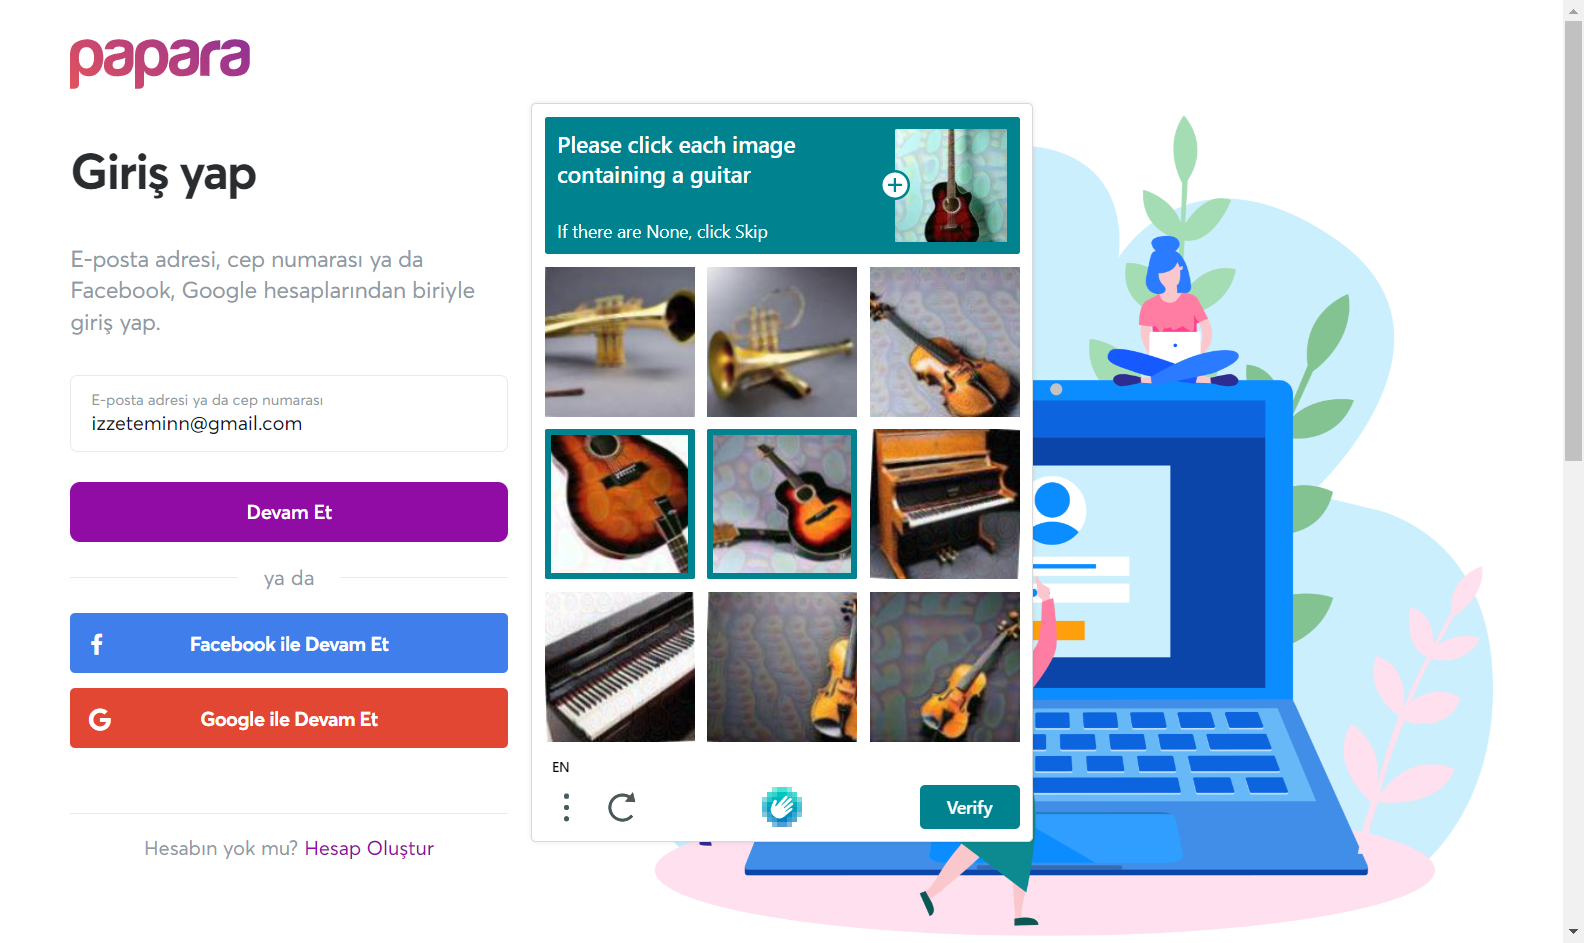 papara
Giriş yap
E-posta adresi, cep numarası ya da
Facebook, Google hesaplarından biriyle
giriş yap.
E-posta adresi ya da cep numarası
izzeteminn@gmail.com
Devam Et
ya da
Facebook ile Devam Et
Google ile Devam Et
Hesabın yok mu? Hesap Oluştur
Please click each image
containing a guitar
If there are None, click Skip
EN
Verify